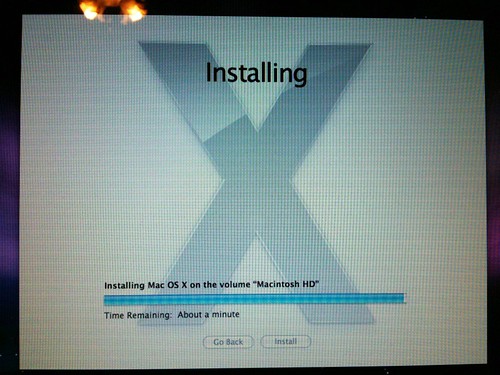 Installing
Installing Mac OS X on the volume "Macintosh HD"
Time Remaining: About a minute
Go Back Install